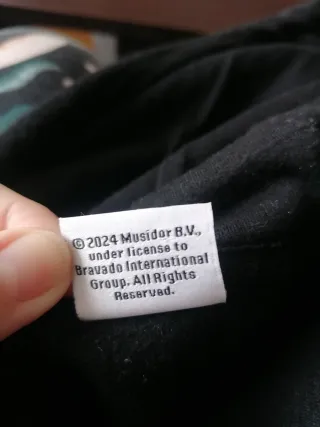 ©2024 Musidor B.V.,
under license to
Bravado International
Group. All Rights
Reserved.